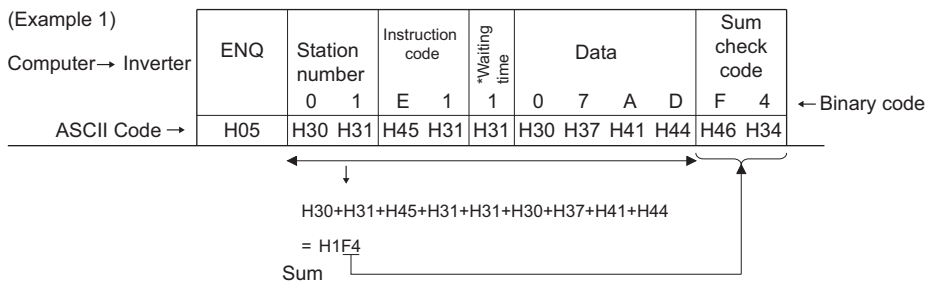 (Example 1)
Computer→ Inverter
ENQ
Station number
Instruction code
*Waiting time
Data
Sum check code
0 1 E 1 1 0 7 A D F 4
←Binary code
ASCII Code →
H05 H30 H31 H45 H31 H31 H30 H37 H41 H44 H46 H34
H30+H31+H45+H31+H31+H30+H37+H41+H44
= H1F4
Sum